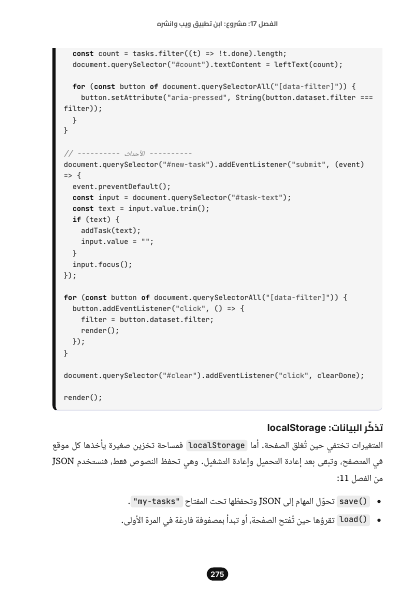 الفصل 17: مشروع: ابنِ تطبيق ويب وانشره
const count = tasks.filter((t) => !t.done).length;
document.querySelector("#count").textContent = leftText(count);
for (const button of document.querySelectorAll("[data-filter]")) {
button.setAttribute("aria-pressed", String(button.dataset.filter ===
filter));
}
}
// ---------- الأحداث ----------
document.querySelector("#new-task").addEventListener("submit", (event)
=> {
event.preventDefault();
const input = document.querySelector("#task-text");
const text = input.value.trim();
if (text) {
addTask(text);
input.value = "";
}
input.focus();
});
for (const button of document.querySelectorAll("[data-filter]")) {
button.addEventListener("click", () => {
filter = button.dataset.filter;
render();
});
}
document.querySelector("#clear").addEventListener("click", clearDone);
render();
تذكّر البيانات: localStorage
المتغيرات تختفي حين تُغلق الصفحة. أما localStorage فمساحة تخزين صغيرة يأخذها كل موقع
في المتصفح، وتبقى بعد إعادة التحميل وإعادة التشغيل. وهي تحفظ النصوص فقط، فنستخدم JSON
من الفصل 11:
• save() تحوّل المهام إلى JSON وتحفظها تحت المفتاح "my-tasks".
• load() تقرؤها حين تُفتح الصفحة، أو تبدأ بمصفوفة فارغة في المرة الأولى.
275